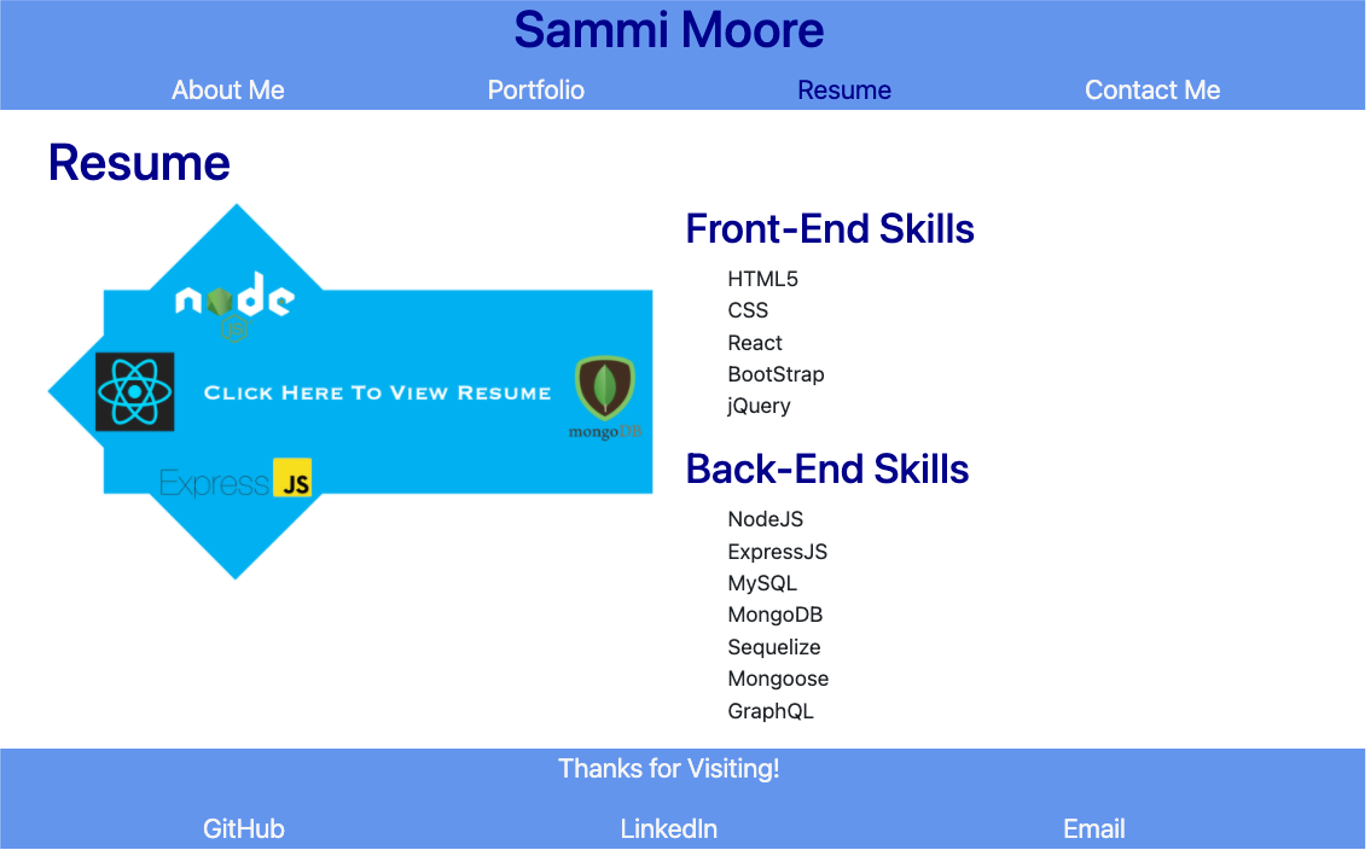 Sammi Moore
About Me Portfolio Resume Contact Me
Resume
node
JS
Click Here To View Resume
mongoDB
Express JS
Front-End Skills
HTML5
CSS
React
BootStrap
jQuery
Back-End Skills
NodeJS
ExpressJS
MySQL
MongoDB
Sequelize
Mongoose
GraphQL
Thanks for Visiting!
GitHub LinkedIn Email